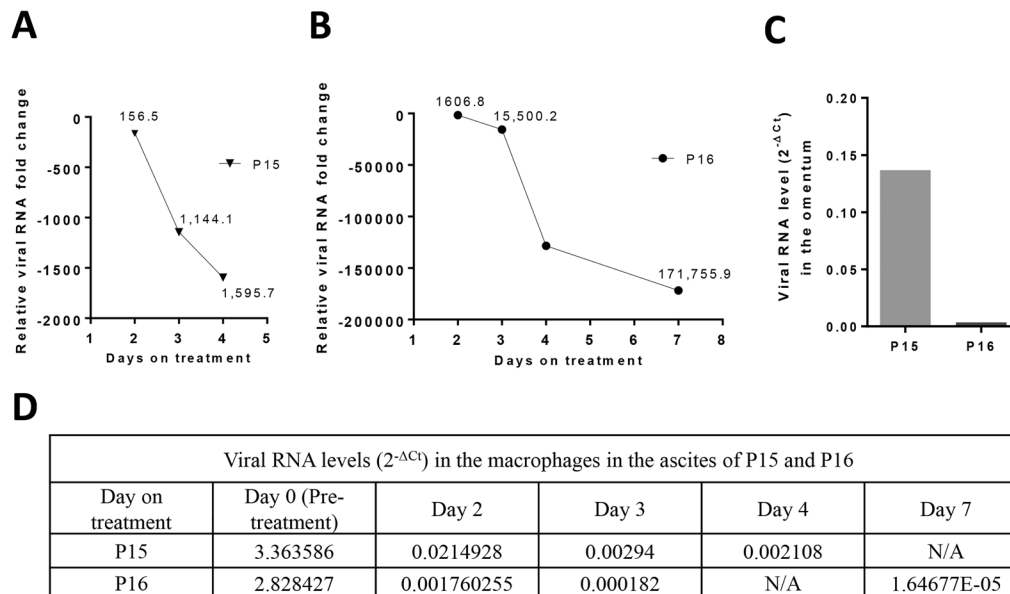 A
Relative viral RNA fold change
0
-500
-1000
-1500
-2000
156.5
1,144.1
1,595.7
P15
1 2 3 4 5
Days on treatment
B
Relative viral RNA fold change
0
-50000
-100000
-150000
-200000
1606.8
15,500.2
171,755.9
P16
1 2 3 4 5 6 7 8
Days on treatment
C
Viral RNA level (2-ΔCt)
in the omentum
0.20
0.15
0.10
0.05
0.00
P15 P16
D
Viral RNA levels (2-ΔCt) in the macrophages in the ascites of P15 and P16
Day on treatment Day 0 (Pre-treatment) Day 2 Day 3 Day 4 Day 7
P15 3.363586 0.0214928 0.00294 0.002108 N/A
P16 2.828427 0.001760255 0.000182 N/A 1.64677E-05